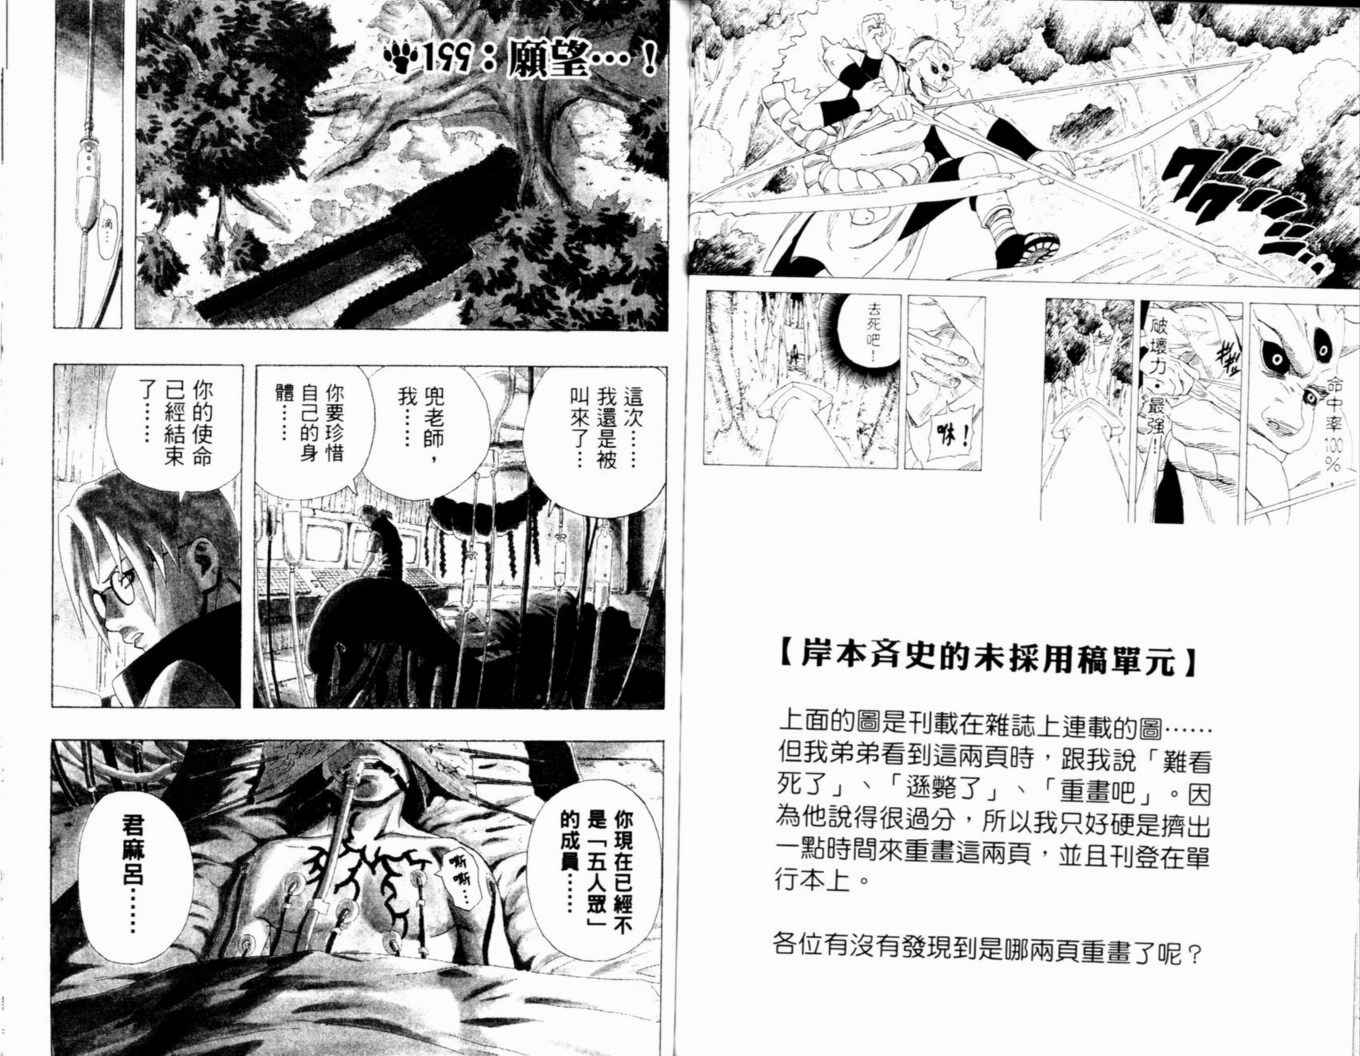 命中率100%，
破壞力·最強！
咻！
去死吧！
【岸本斉史的未採用稿單元】
上面的圖是刊載在雜誌上連載的圖……
但我弟弟看到這兩頁時，跟我說「難看
死了」、「遜斃了」、「重畫吧」。因
為他說得很過分，所以我只好硬是擠出
一點時間來重畫這兩頁，並且刊登在單
行本上。
各位有沒有發現到是哪兩頁重畫了呢？
199：願望…！
滴…
這次……
我還是被
叫來了…
兜老師，
我……
你要珍惜
自己的身
體……
你的使命
已經結束
了……
你現在已經不
是「五人眾」
的成員……
嘶
嘶…
君麻呂……